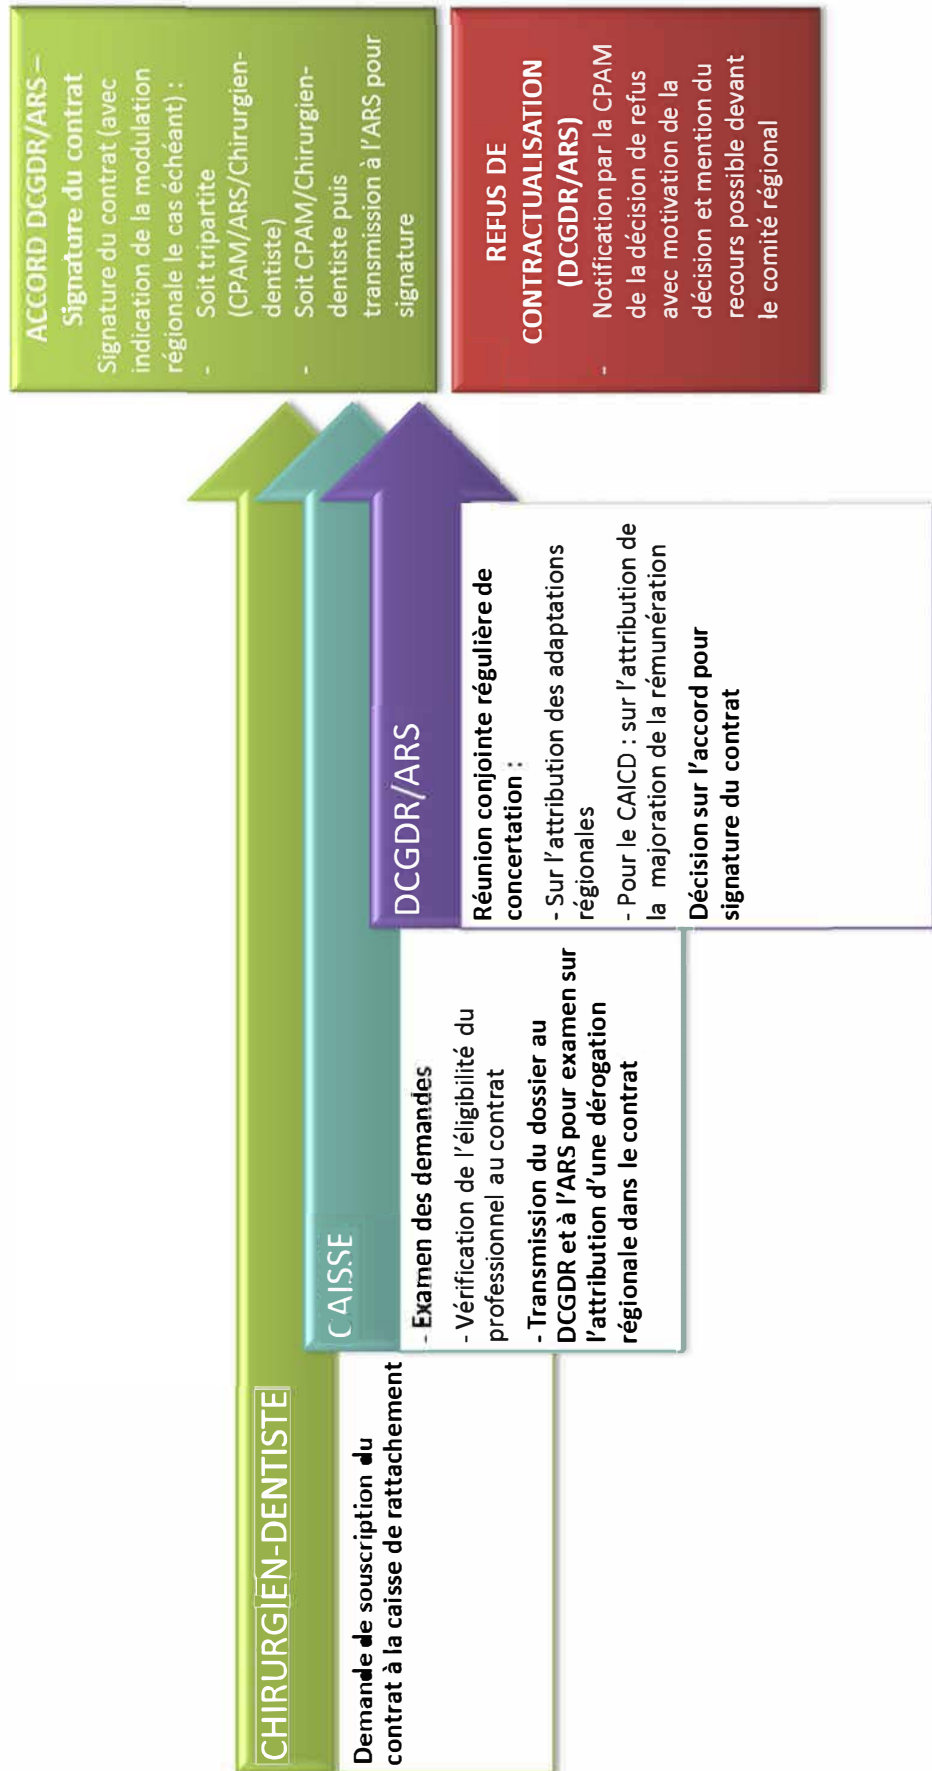 CHIRURGIEN-DENTISTE
Demande de souscription du
contrat à la caisse de rattachement
CAISSE
- Examen des demandes
- Vérification de l'éligibilité du
professionnel au contrat
- Transmission du dossier au
DCGDR et à l'ARS pour examen sur
l'attribution d'une dérogation
régionale dans le contrat
DCGDR/ARS
Réunion conjointe régulière de
concertation :
- Sur l'attribution des adaptations
régionales
- Pour le CAICD : sur l'attribution de
la majoration de la rémunération
Décision sur l'accord pour
signature du contrat
ACCORD DCGDR/ARS –
Signature du contrat
Signature du contrat (avec
indication de la modulation
régionale le cas échéant) :
- Soit tripartite
(CPAM/ARS/Chirurgien-
dentiste)
- Soit CPAM/Chirurgien-
dentiste puis
transmission à l'ARS pour
signature
REFUS DE
CONTRACTUALISATION
(DCGDR/ARS)
- Notification par la CPAM
de la décision de refus
avec motivation de la
décision et mention du
recours possible devant
le comité régional